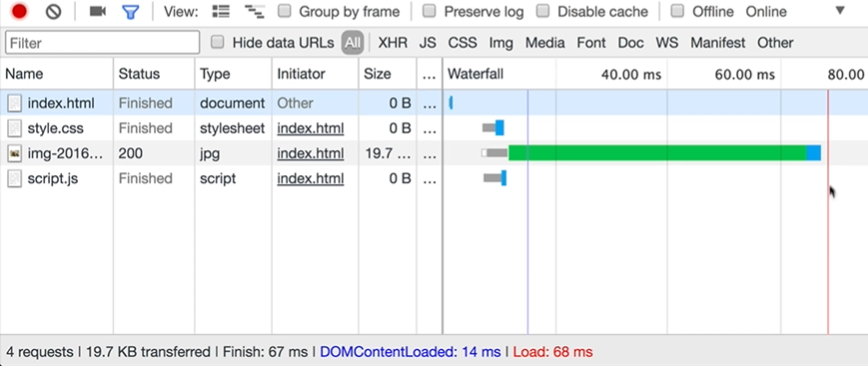 View: Group by frame Preserve log Disable cache Offline Online
Filter Hide data URLs All XHR JS CSS Img Media Font Doc WS Manifest Other
Name Status Type Initiator Size ... Waterfall 40.00 ms 60.00 ms 80.00
index.html Finished document Other 0 B ...
style.css Finished stylesheet index.html 0 B ...
img-2016... 200 jpg index.html 19.7 ... ...
script.js Finished script index.html 0 B ...
4 requests | 19.7 KB transferred | Finish: 67 ms | DOMContentLoaded: 14 ms | Load: 68 ms